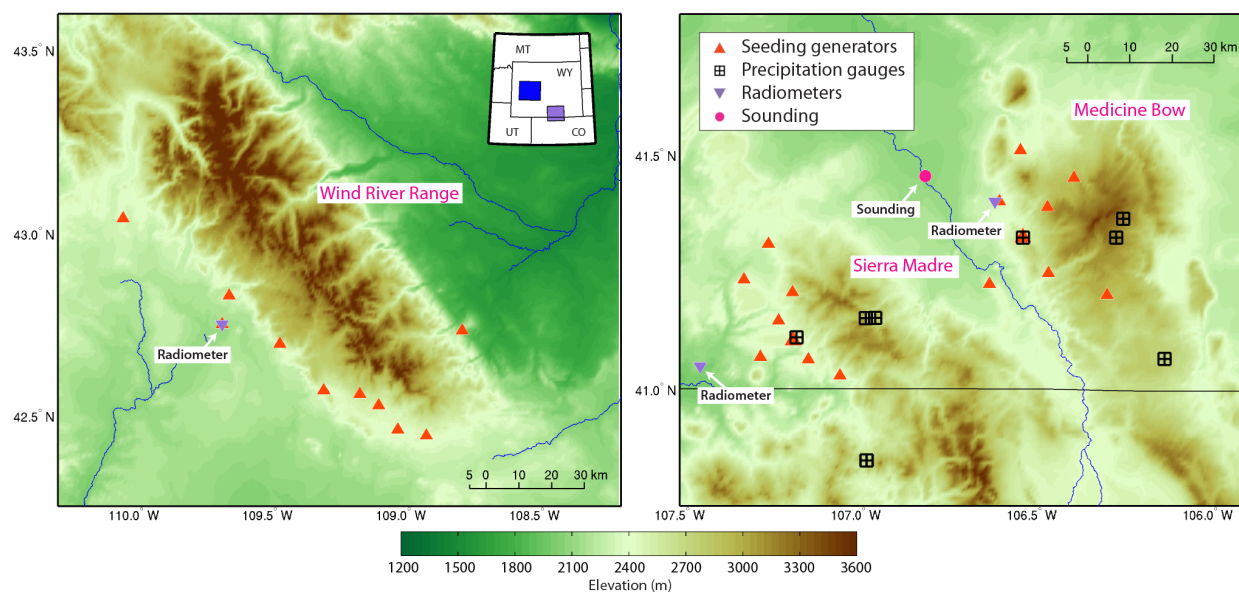 43.5° N
43.0° N
42.5° N
110.0° W
109.5° W
109.0° W
108.5° W
MT
WY
UT
CO
Wind River Range
Radiometer
5 0 10 20 30 km
Seeding generators
Precipitation gauges
Radiometers
Sounding
5 0 10 20 30 km
Medicine Bow
41.5° N
Sounding
Radiometer
Sierra Madre
41.0° N
Radiometer
107.5° W
107.0° W
106.5° W
106.0° W
1200 1500 1800 2100 2400 2700 3000 3300 3600
Elevation (m)